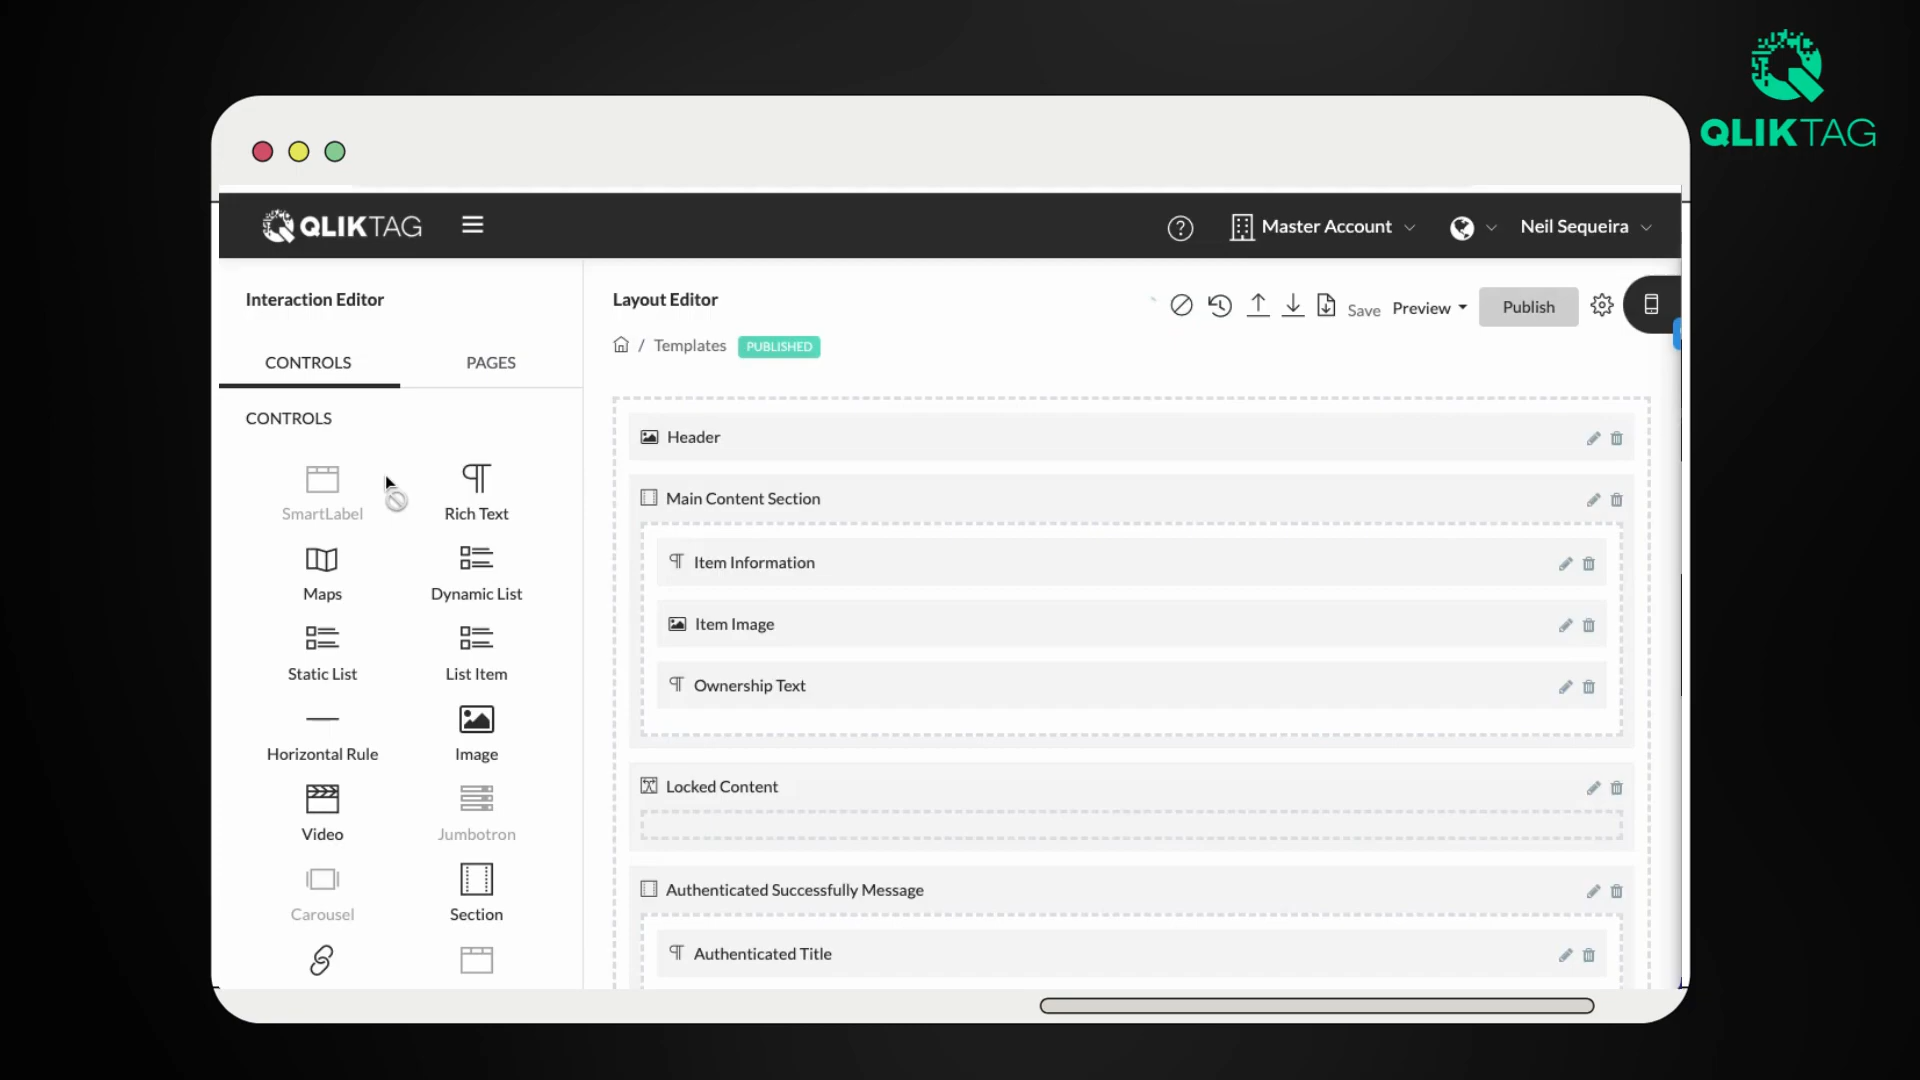 QLIKTAG
QLIKTAG
Master Account
Neil Sequeira
Interaction Editor
CONTROLS
PAGES
CONTROLS
SmartLabel
Rich Text
Maps
Dynamic List
Static List
List Item
Horizontal Rule
Image
Video
Jumbotron
Carousel
Section
Layout Editor
Save
Preview
Publish
/ Templates
PUBLISHED
Header
Main Content Section
Item Information
Item Image
Ownership Text
Locked Content
Authenticated Successfully Message
Authenticated Title